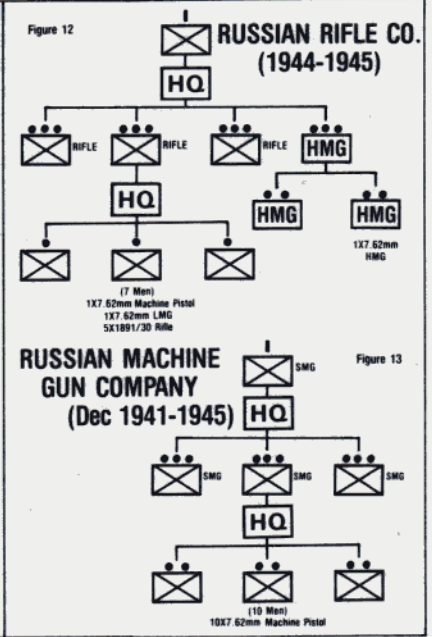 Figure 12
RUSSIAN RIFLE CO.
(1944-1945)
HQ
RIFLE
RIFLE
RIFLE
HMG
HQ
HMG
HMG
1X7.62mm
HMG
(7 Men)
1X7.62mm Machine Pistol
1X7.62mm LMG
5X1891/30 Rifle
RUSSIAN MACHINE
GUN COMPANY
(Dec 1941-1945)
Figure 13
SMG
HQ
SMG
SMG
SMG
HQ
(10 Men)
10X7.62mm Machine Pistol